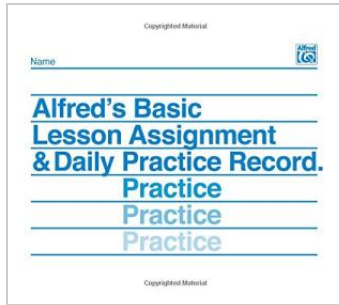 Copyrighted Material
Name
Alfred
Alfred's Basic
Lesson Assignment
& Daily Practice Record.
Practice
Practice
Practice
Copyrighted Material